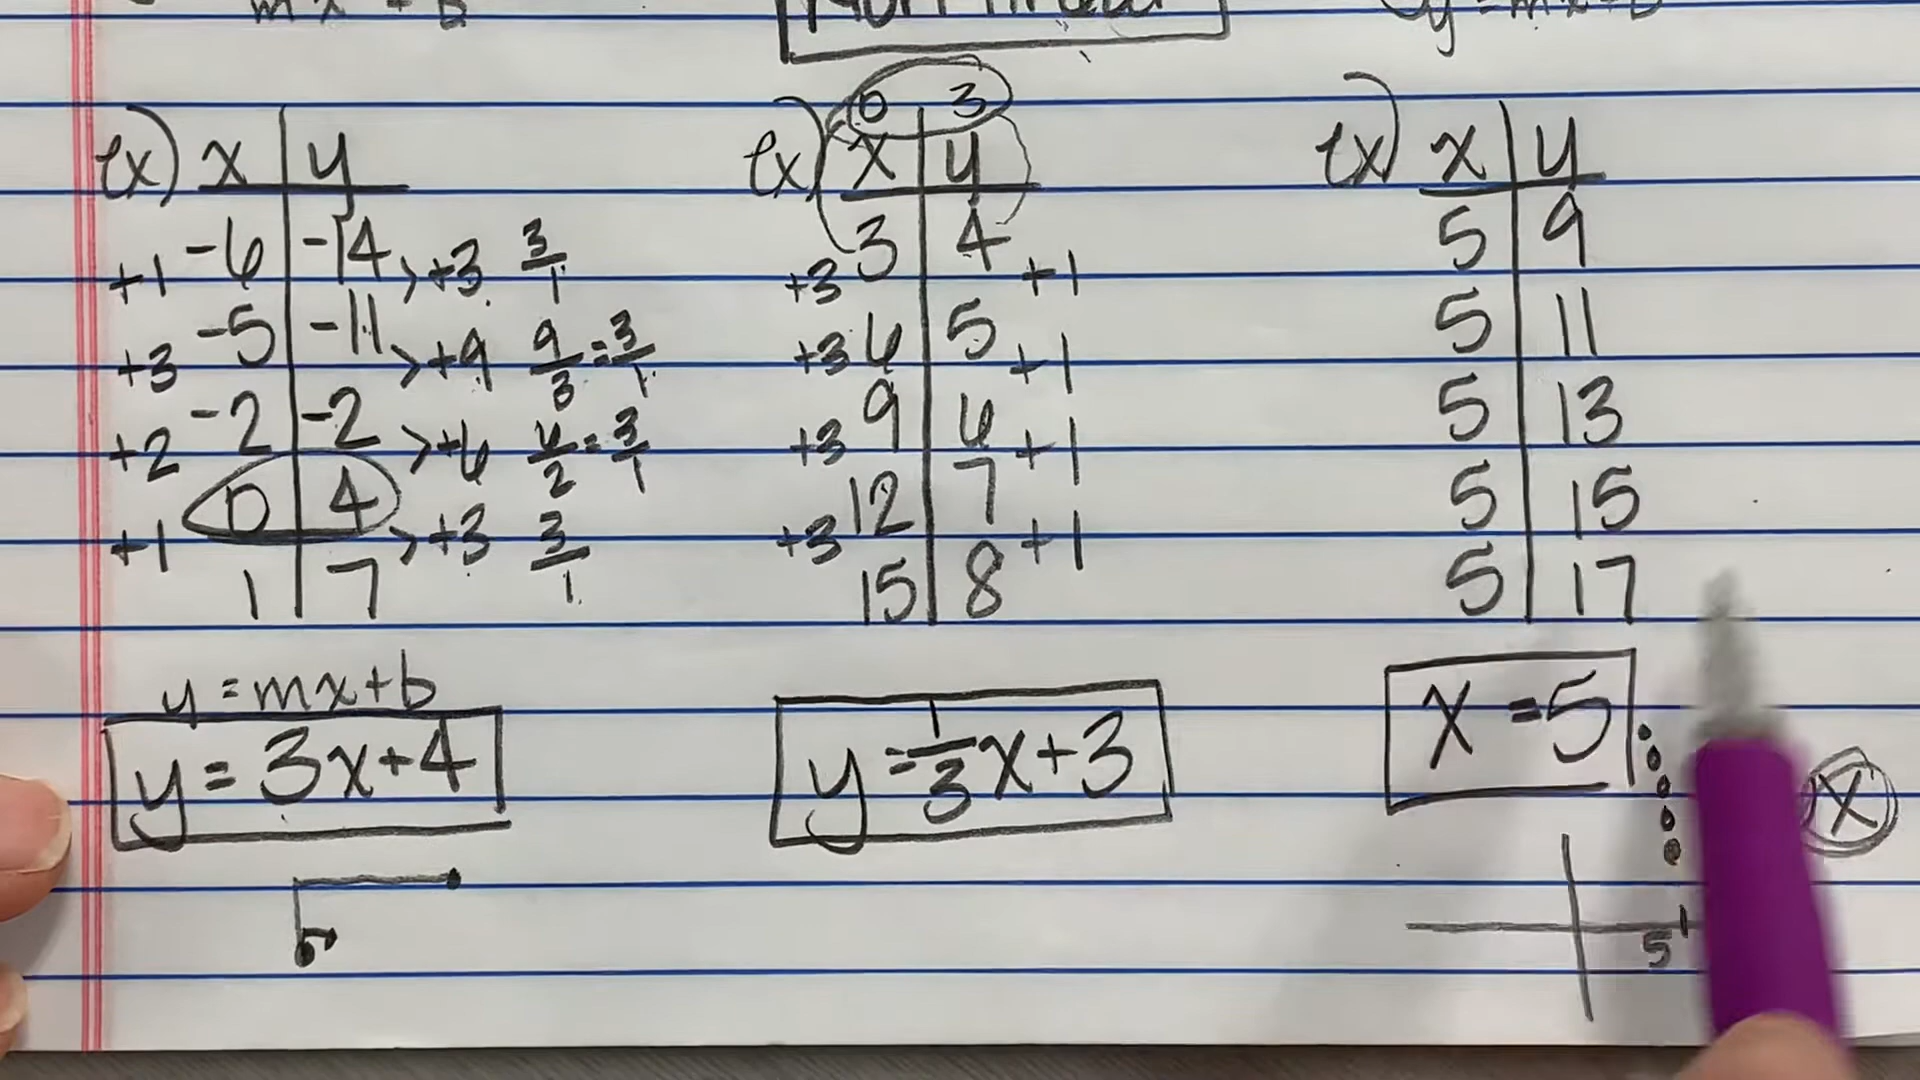 mx + b
y = mx + b
0 3
ex) x y
-6 -14
+1 > +3 3/1
-5 -11
+3 > +9 9/3 = 3/1
-2 -2
+2 > +6 6/2 = 3/1
0 4
+1 > +3 3/1
1 7
y = mx + b
y = 3x + 4
ex) x y
3 4
+3 +1
6 5
+3 +1
9 6
+3 +1
12 7
+3 +1
15 8
y = 1/3 x + 3
ex) x y
5 9
5 11
5 13
5 15
5 17
x = 5
x
5